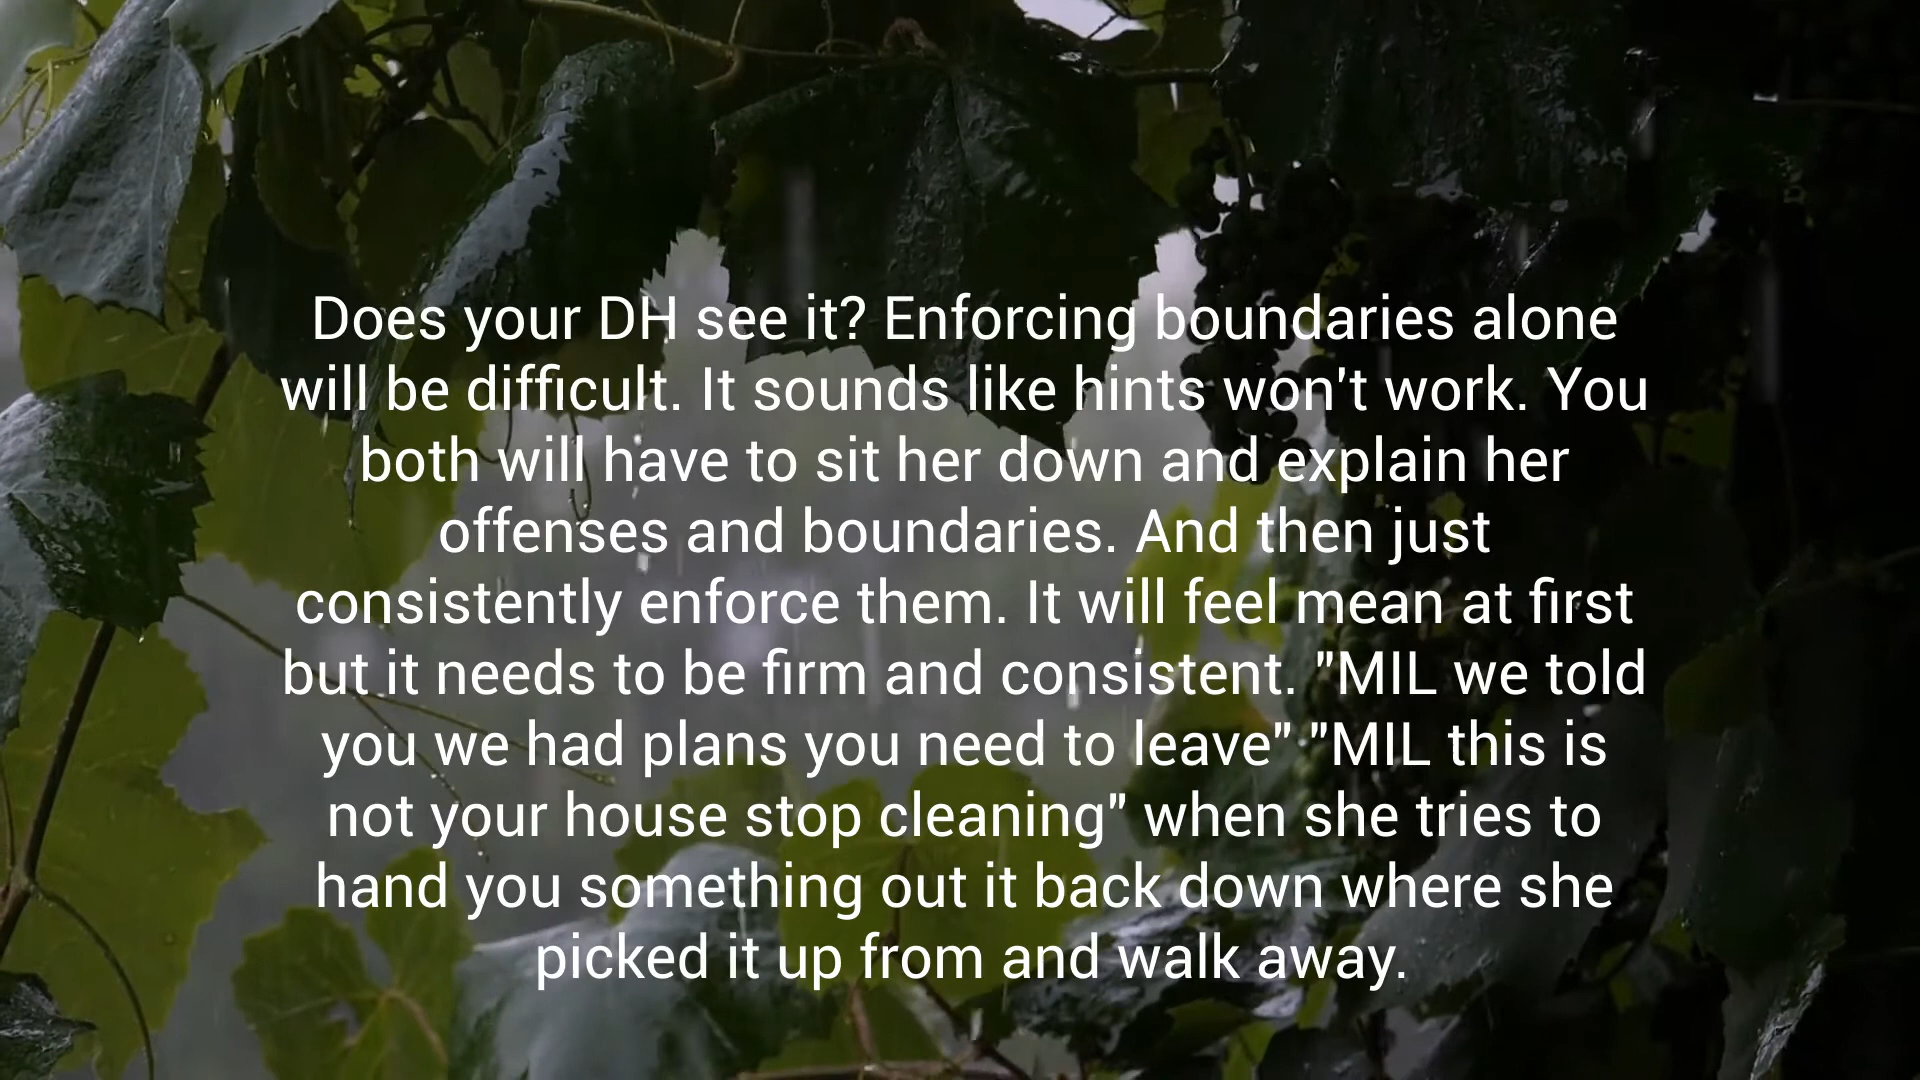 Does your DH see it? Enforcing boundaries alone
will be difficult. It sounds like hints won't work. You
both will have to sit her down and explain her
offenses and boundaries. And then just
consistently enforce them. It will feel mean at first
but it needs to be firm and consistent.  "MIL we told
you we had plans you need to leave" "MIL this is
not your house stop cleaning" when she tries to
hand you something out it back down where she
picked it up from and walk away.